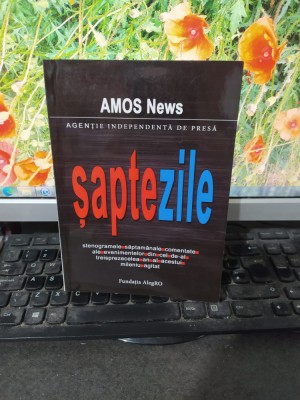 AMOS News
AGENȚIE INDEPENDENTĂ DE PRESĂ
șaptezile
stenogramele săptămânale comentate
ale evenimentelor din cel de-al
treisprezecelea an al acestui
mileniu agitat
Fundația AlegRO